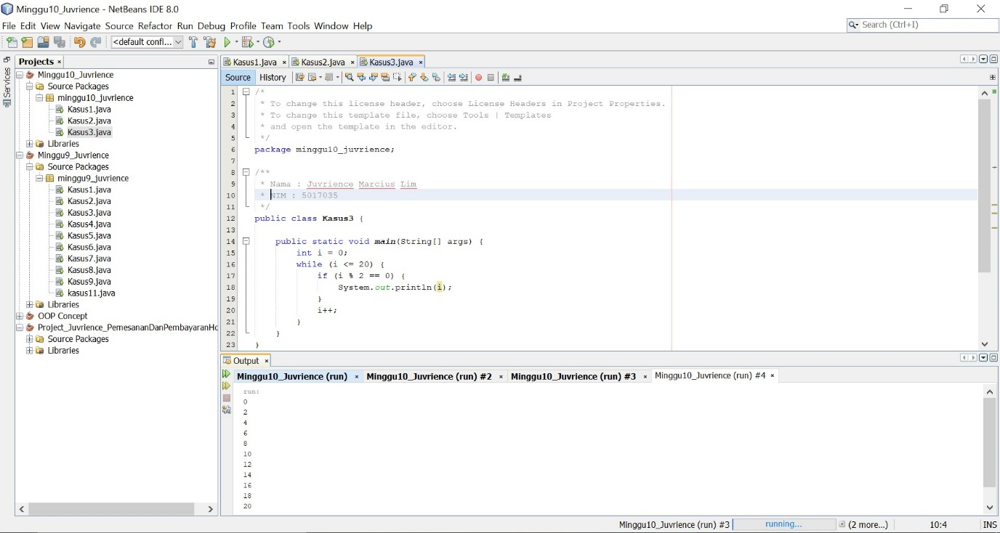 Minggu10_Juvrience - NetBeans IDE 8.0
File Edit View Navigate Source Refactor Run Debug Profile Team Tools Window Help
Search (Ctrl+I)
<default confi...
Services
Projects
Minggu10_Juvrience
Source Packages
minggu10_juvrience
Kasus1.java
Kasus2.java
Kasus3.java
Libraries
Minggu9_Juvrience
Source Packages
minggu9_juvrience
Kasus1.java
Kasus2.java
Kasus3.java
Kasus4.java
Kasus5.java
Kasus6.java
Kasus7.java
Kasus8.java
Kasus9.java
kasus11.java
Libraries
OOP Concept
Project_Juvrience_PemesananDanPembayaranHo
Source Packages
Libraries
Kasus1.java Kasus2.java Kasus3.java
Source History
1 /*
2 * To change this license header, choose License Headers in Project Properties.
3 * To change this template file, choose Tools | Templates
4 * and open the template in the editor.
5 */
6 package minggu10_juvrience;
7
8 /**
9 * Nama : Juvrience Marcius Lim
10 * NIM : 5017035
11 */
12 public class Kasus3 {
13
14 public static void main(String[] args) {
15 int i = 0;
16 while (i <= 20) {
17 if (i % 2 == 0) {
18 System.out.println(i);
19 }
20 i++;
21 }
22 }
23 }
Output
Minggu10_Juvrience (run) Minggu10_Juvrience (run) #2 Minggu10_Juvrience (run) #3 Minggu10_Juvrience (run) #4
run:
0
2
4
6
8
10
12
14
16
18
20
Minggu10_Juvrience (run) #3 running... (2 more...) 10:4 INS